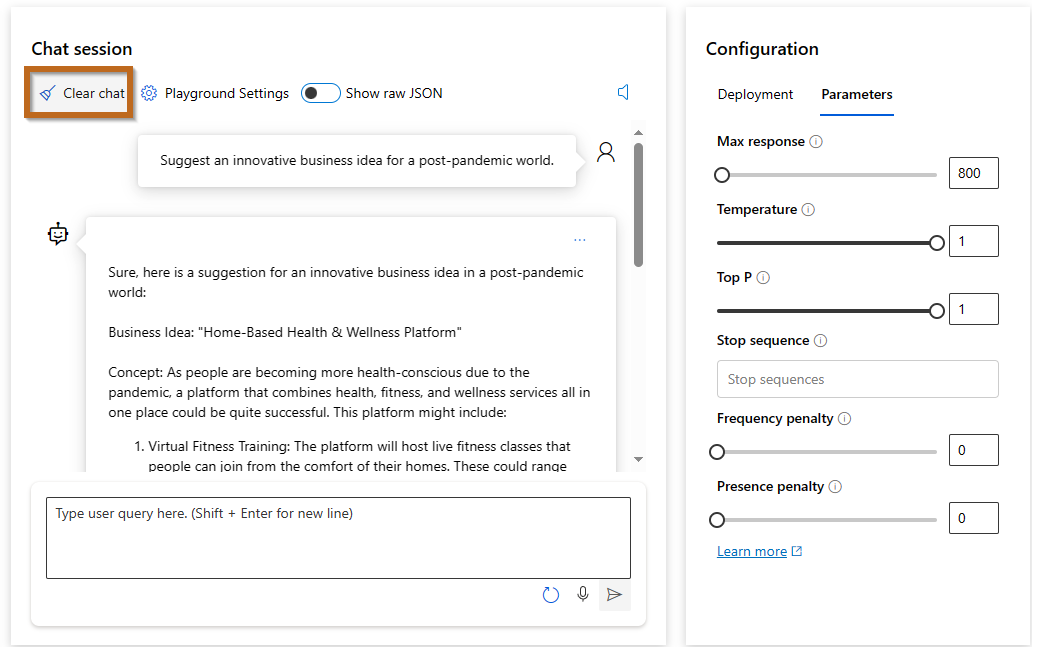 Chat session
Clear chat
Playground Settings
Show raw JSON
Suggest an innovative business idea for a post-pandemic world.
...
Sure, here is a suggestion for an innovative business idea in a post-pandemic
world:
Business Idea: "Home-Based Health & Wellness Platform"
Concept: As people are becoming more health-conscious due to the
pandemic, a platform that combines health, fitness, and wellness services all in
one place could be quite successful. This platform might include:
1. Virtual Fitness Training: The platform will host live fitness classes that
people can join from the comfort of their homes. These could range
Type user query here. (Shift + Enter for new line)
Configuration
Deployment
Parameters
Max response
800
Temperature
1
Top P
1
Stop sequence
Stop sequences
Frequency penalty
0
Presence penalty
0
Learn more